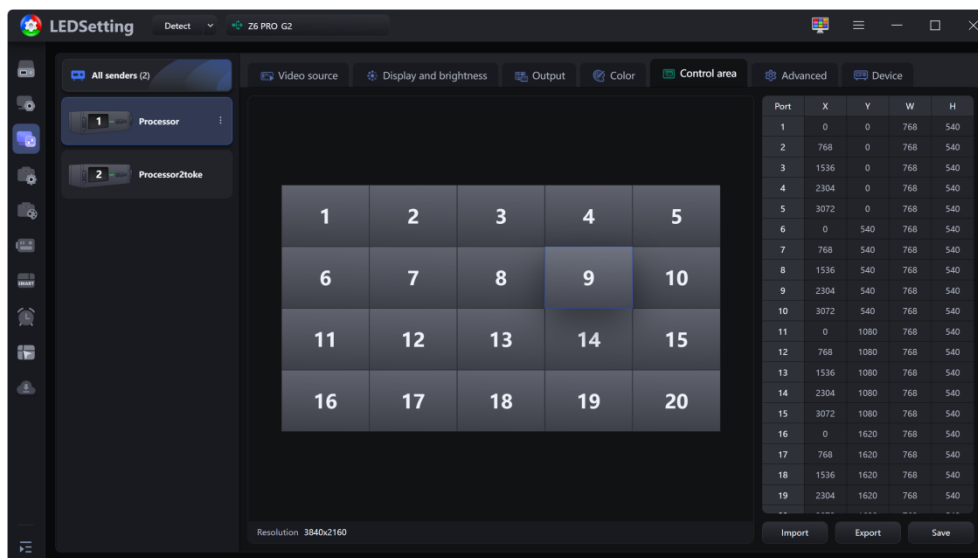 LEDSetting Detect Z6 PRO G2
All senders (2)
1 Processor
2 Processor2toke
SMART
Video source Display and brightness Output Color Control area Advanced Device
1 2 3 4 5
6 7 8 9 10
11 12 13 14 15
16 17 18 19 20
Resolution 3840x2160
Port X Y W H
1 0 0 768 540
2 768 0 768 540
3 1536 0 768 540
4 2304 0 768 540
5 3072 0 768 540
6 0 540 768 540
7 768 540 768 540
8 1536 540 768 540
9 2304 540 768 540
10 3072 540 768 540
11 0 1080 768 540
12 768 1080 768 540
13 1536 1080 768 540
14 2304 1080 768 540
15 3072 1080 768 540
16 0 1620 768 540
17 768 1620 768 540
18 1536 1620 768 540
19 2304 1620 768 540
Import Export Save